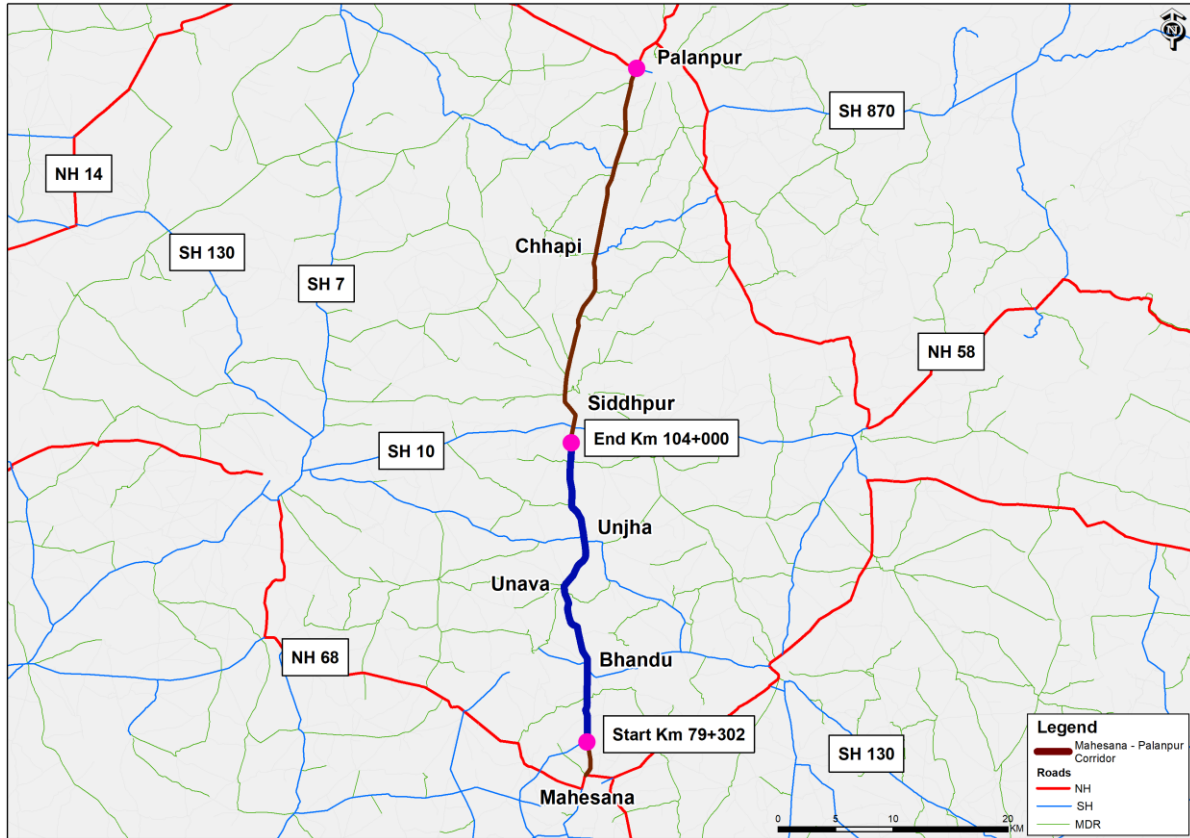 N
Palanpur
SH 870
NH 14
Chhapi
SH 130
SH 7
NH 58
Siddhpur
End Km 104+000
SH 10
Unjha
Unava
Bhandu
NH 68
Start Km 79+302
SH 130
Mahesana
Legend
Mahesana - Palanpur
Corridor
Roads
NH
SH
MDR
0 5 10 20
KM